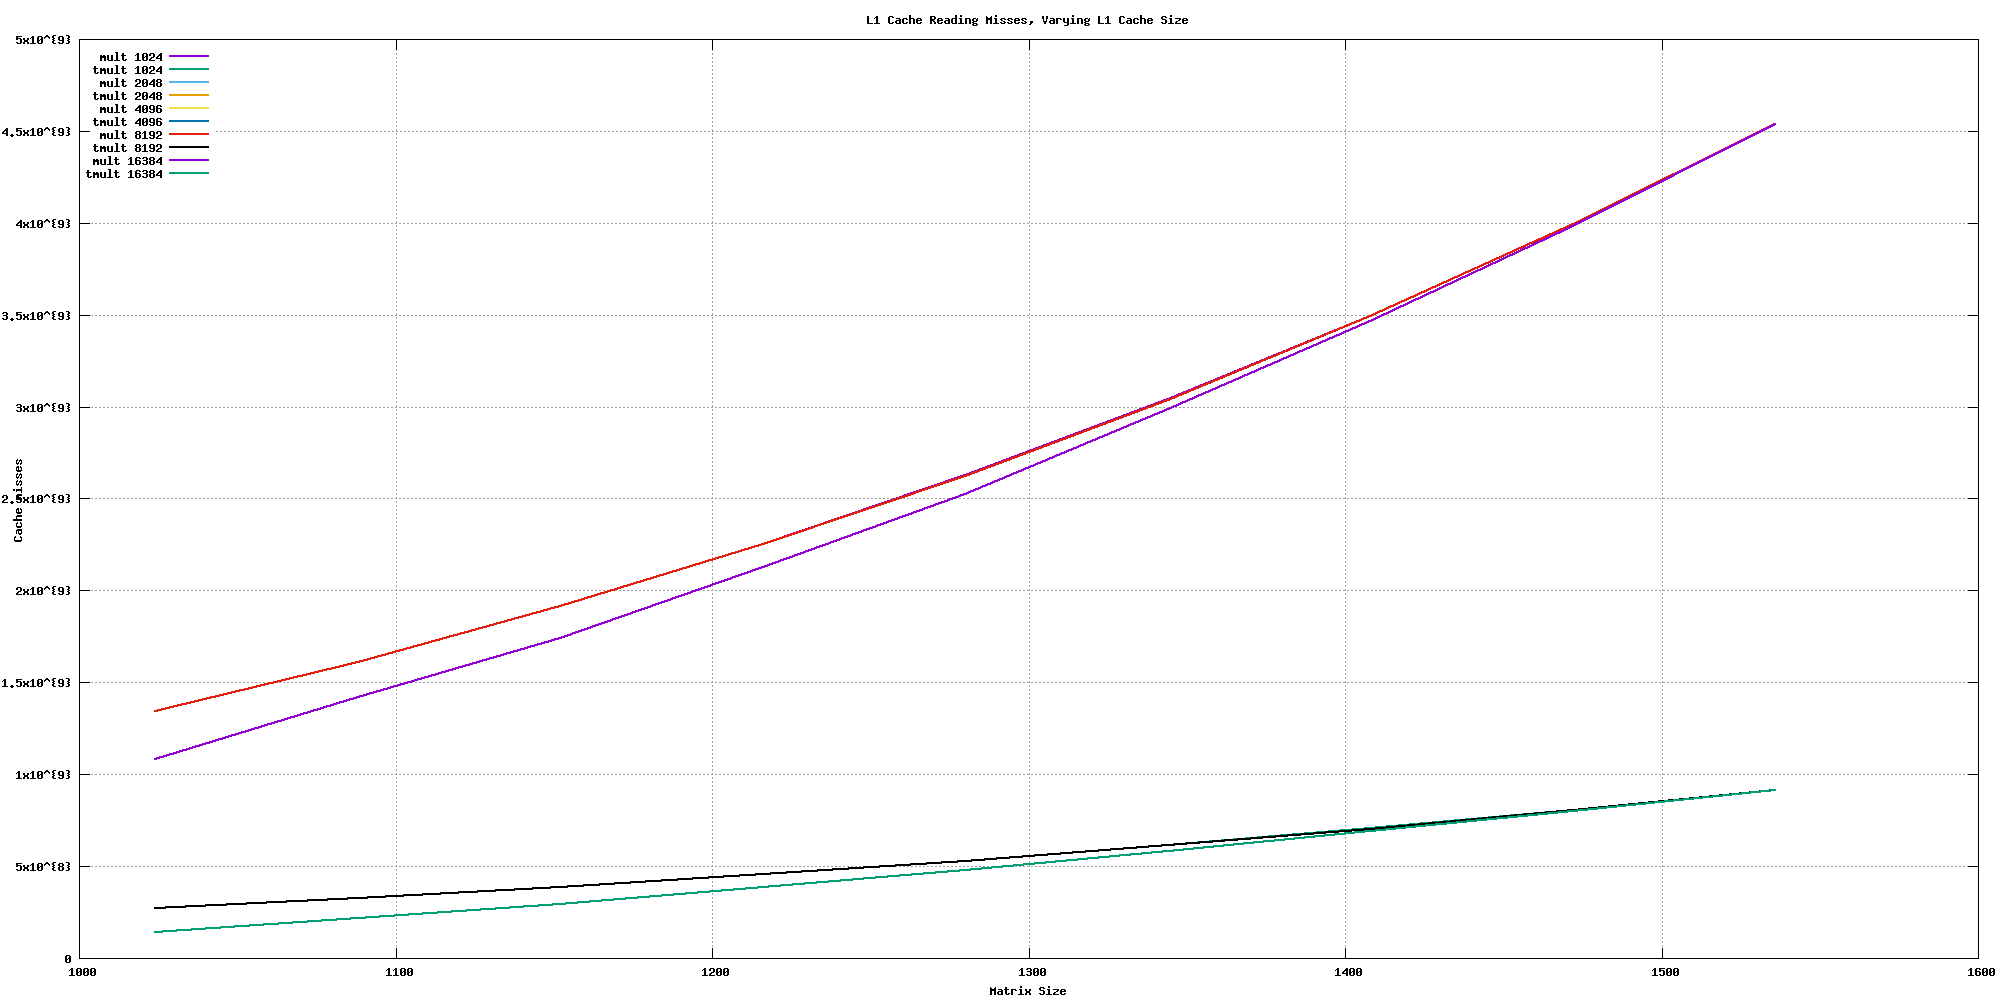 L1 Cache Reading Misses, Varying L1 Cache Size
5x10^{9}
4.5x10^{9}
4x10^{9}
3.5x10^{9}
3x10^{9}
2.5x10^{9}
2x10^{9}
1.5x10^{9}
1x10^{9}
5x10^{8}
0
mult 1024
tmult 1024
mult 2048
tmult 2048
mult 4096
tmult 4096
mult 8192
tmult 8192
mult 16384
tmult 16384
Cache misses
1000 1100 1200 1300 1400 1500 1600
Matrix Size